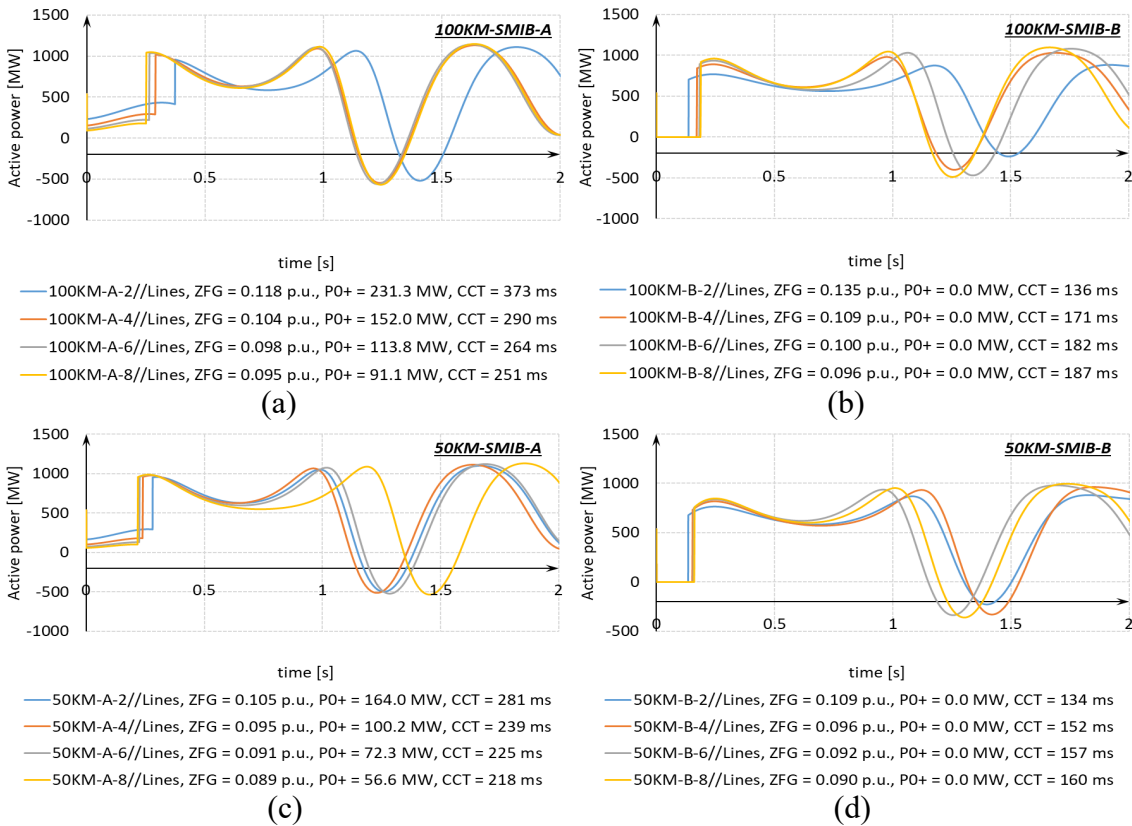 100KM-SMIB-A
1500
1000
500
0
-500
-1000
Active power [MW]
0
0.5
1
1.5
2
time [s]
100KM-A-2//Lines, ZFG = 0.118 p.u., P0+ = 231.3 MW, CCT = 373 ms
100KM-A-4//Lines, ZFG = 0.104 p.u., P0+ = 152.0 MW, CCT = 290 ms
100KM-A-6//Lines, ZFG = 0.098 p.u., P0+ = 113.8 MW, CCT = 264 ms
100KM-A-8//Lines, ZFG = 0.095 p.u., P0+ = 91.1 MW, CCT = 251 ms
(a)
100KM-SMIB-B
1500
1000
500
0
-500
-1000
Active power [MW]
0
0.5
1
1.5
2
time [s]
100KM-B-2//Lines, ZFG = 0.135 p.u., P0+ = 0.0 MW, CCT = 136 ms
100KM-B-4//Lines, ZFG = 0.109 p.u., P0+ = 0.0 MW, CCT = 171 ms
100KM-B-6//Lines, ZFG = 0.100 p.u., P0+ = 0.0 MW, CCT = 182 ms
100KM-B-8//Lines, ZFG = 0.096 p.u., P0+ = 0.0 MW, CCT = 187 ms
(b)
50KM-SMIB-A
1500
1000
500
0
-500
-1000
Active power [MW]
0
0.5
1
1.5
2
time [s]
50KM-A-2//Lines, ZFG = 0.105 p.u., P0+ = 164.0 MW, CCT = 281 ms
50KM-A-4//Lines, ZFG = 0.095 p.u., P0+ = 100.2 MW, CCT = 239 ms
50KM-A-6//Lines, ZFG = 0.091 p.u., P0+ = 72.3 MW, CCT = 225 ms
50KM-A-8//Lines, ZFG = 0.089 p.u., P0+ = 56.6 MW, CCT = 218 ms
(c)
50KM-SMIB-B
1500
1000
500
0
-500
Active power [MW]
0
0.5
1
1.5
2
time [s]
50KM-B-2//Lines, ZFG = 0.109 p.u., P0+ = 0.0 MW, CCT = 134 ms
50KM-B-4//Lines, ZFG = 0.096 p.u., P0+ = 0.0 MW, CCT = 152 ms
50KM-B-6//Lines, ZFG = 0.092 p.u., P0+ = 0.0 MW, CCT = 157 ms
50KM-B-8//Lines, ZFG = 0.090 p.u., P0+ = 0.0 MW, CCT = 160 ms
(d)